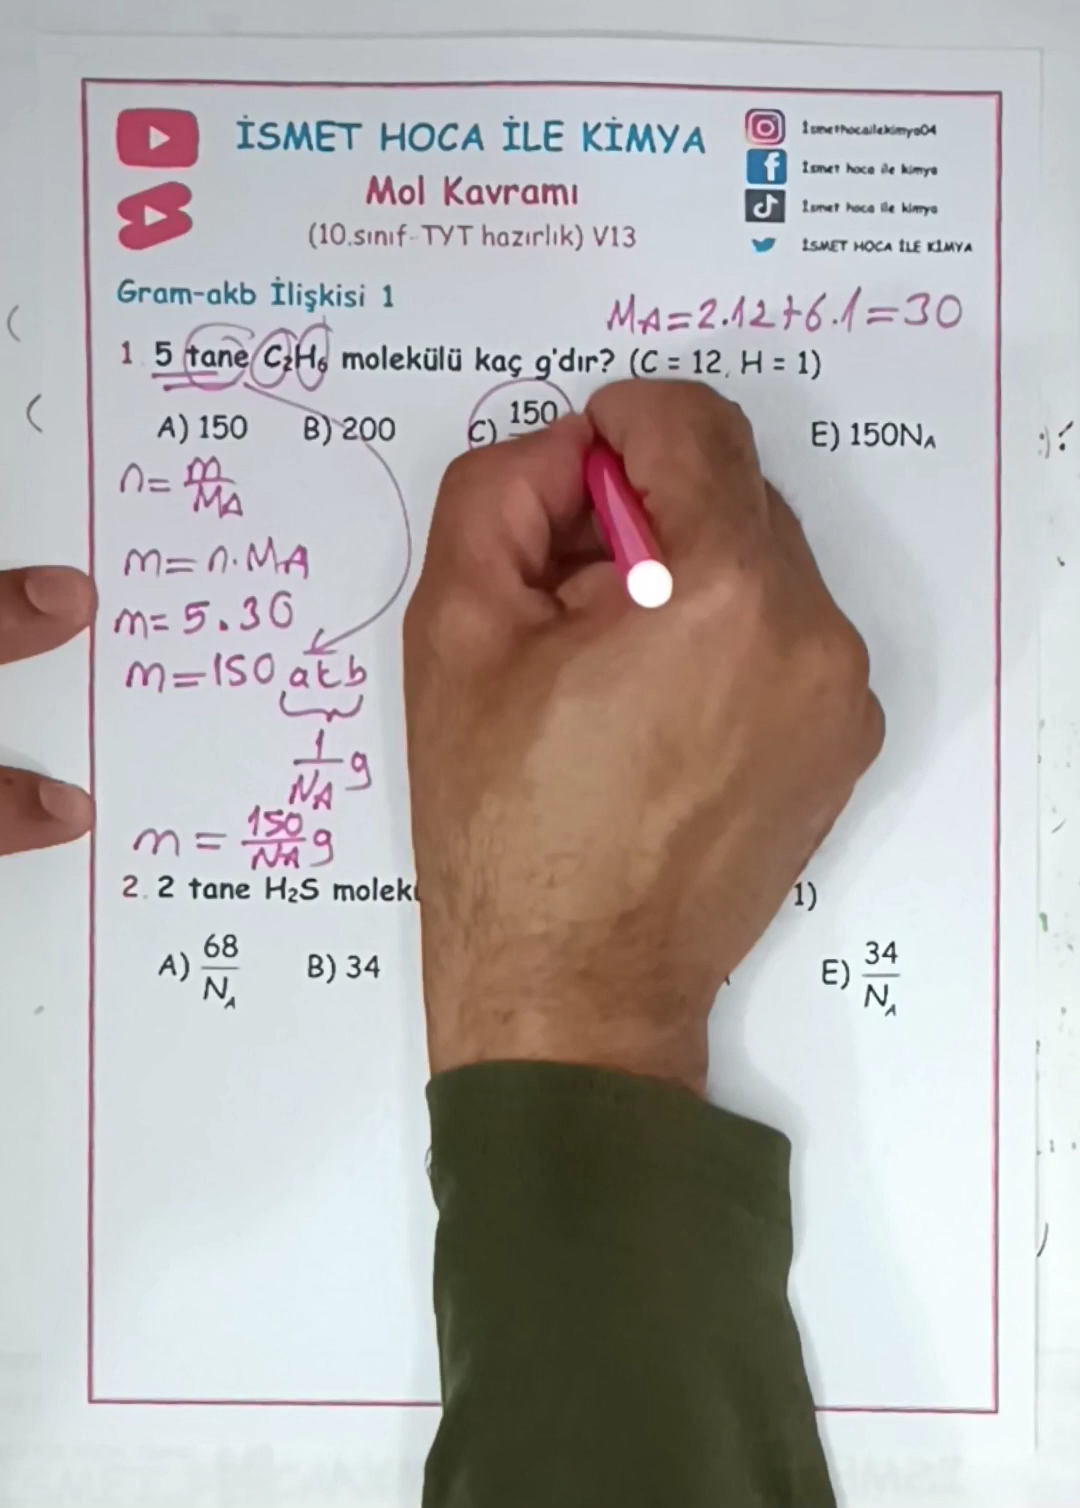 İSMET HOCA İLE KİMYA
Mol Kavramı
(10.sınıf-TYT hazırlık) V13
İsmethocailekimya04
İsmet hoca ile kimya
İsmet hoca ile kimya
İSMET HOCA İLE KİMYA
Gram-akb İlişkisi 1
MA=2.12+6.1=30
1. 5 tane C₂H₆ molekülü kaç g'dır? (C = 12, H = 1)
A) 150 B) 200 C) 150 E) 150NA
n = m/MA
m = n.MA
m = 5.30
m = 150 akb
1/NA g
m = 150/NA g
2. 2 tane H₂S 1)
A) 68/NA B) 34 E) 34/NA